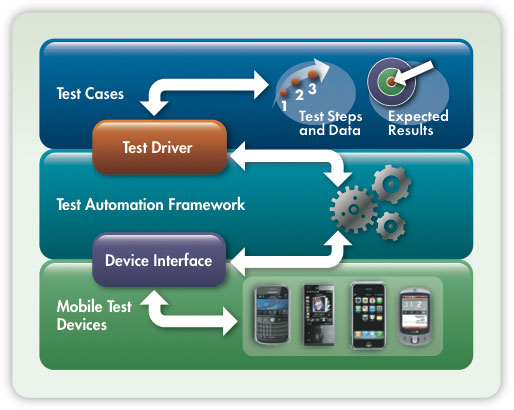 Test Cases
1 2 3
Test Steps
and Data
Expected
Results
Test Driver
Test Automation Framework
Device Interface
Mobile Test
Devices